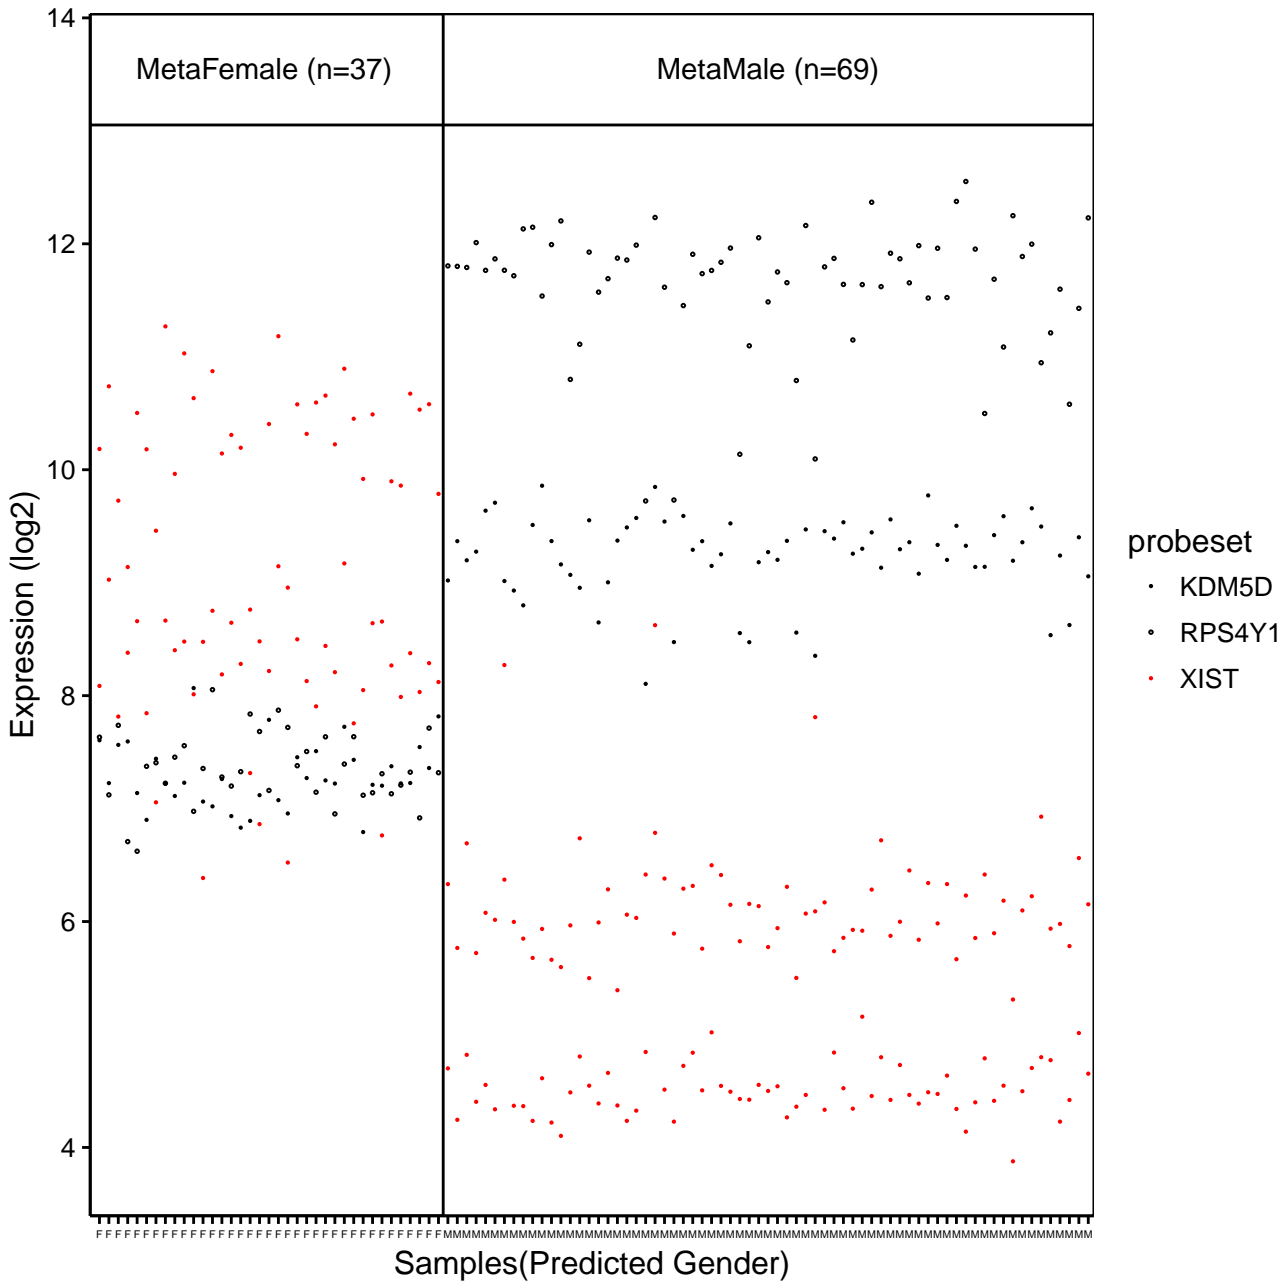 14
MetaFemale (n=37)
MetaMale (n=69)
12
10
8
6
4
Expression (log2)
probeset
KDM5D
RPS4Y1
XIST
F F F F F F F F F F F F F F F F F F F F F F F F F F F F F F F F F F F F F MMMMMMMMMMMMMMMMMMMMMMMMMMMMMMMMMMMMMMMMMMMMMMMMMMMMMMMMMMMMMMMMMMMMM
Samples(Predicted Gender)